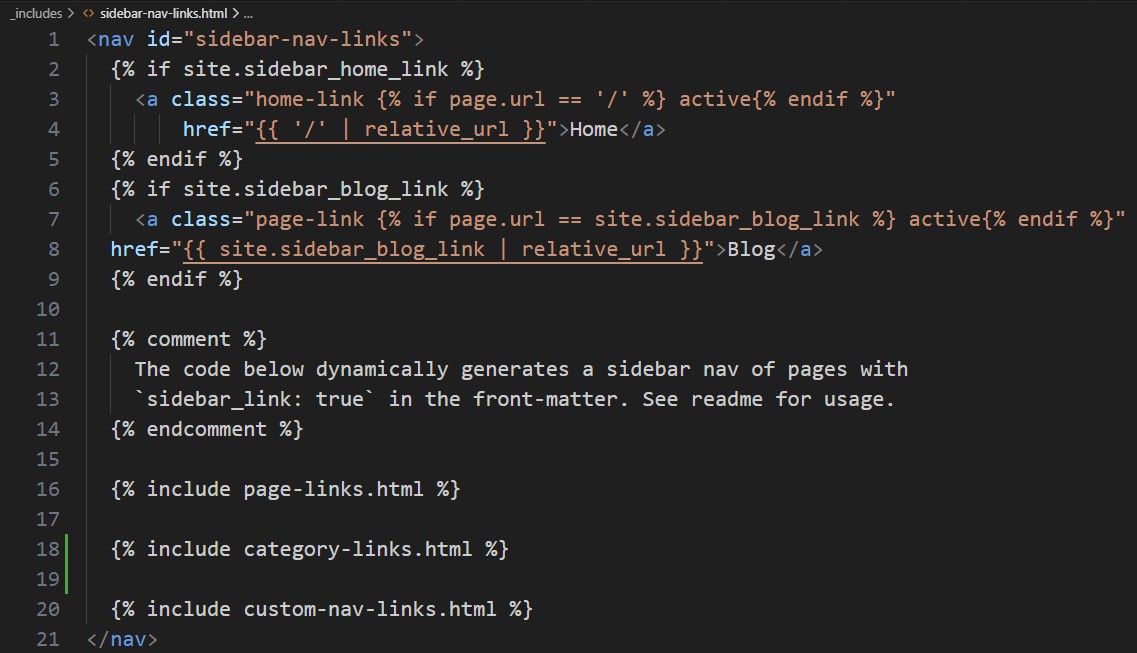 _includes > <> sidebar-nav-links.html > ...
1 <nav id="sidebar-nav-links">
2 {% if site.sidebar_home_link %}
3 <a class="home-link {% if page.url == '/' %} active{% endif %}"
4 href="{{ '/' | relative_url }}">Home</a>
5 {% endif %}
6 {% if site.sidebar_blog_link %}
7 <a class="page-link {% if page.url == site.sidebar_blog_link %} active{% endif %}"
8 href="{{ site.sidebar_blog_link | relative_url }}">Blog</a>
9 {% endif %}
10
11 {% comment %}
12 The code below dynamically generates a sidebar nav of pages with
13 `sidebar_link: true` in the front-matter. See readme for usage.
14 {% endcomment %}
15
16 {% include page-links.html %}
17
18 {% include category-links.html %}
19
20 {% include custom-nav-links.html %}
21 </nav>